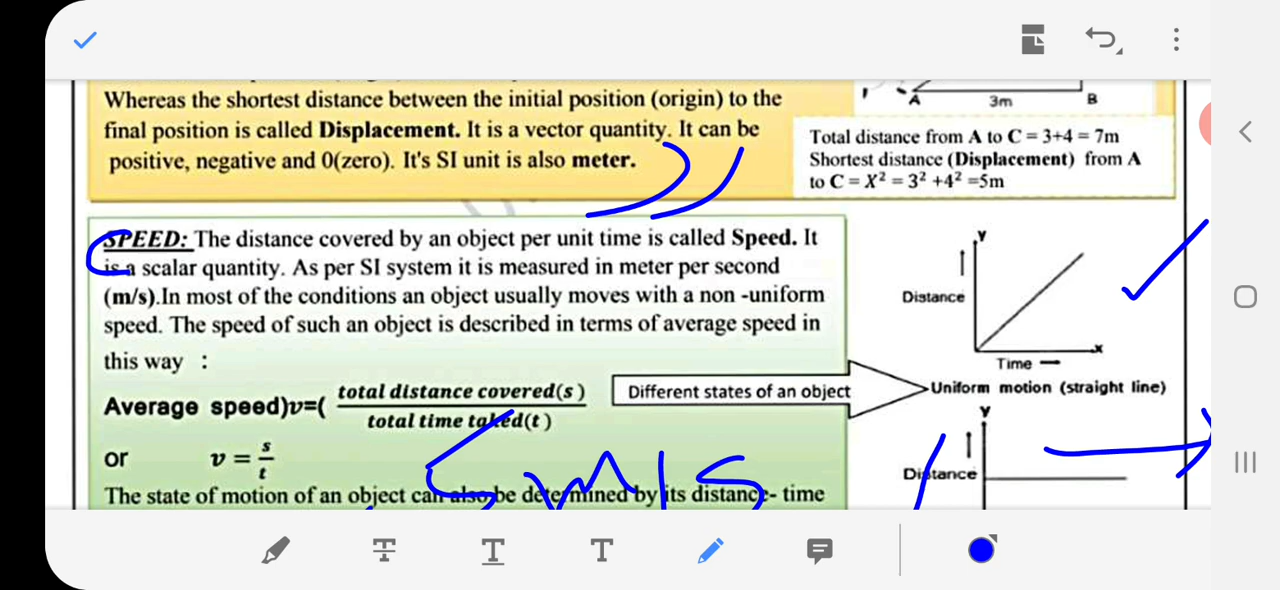 Whereas the shortest distance between the initial position (origin) to the
final position is called Displacement. It is a vector quantity. It can be
positive, negative and 0(zero). It's SI unit is also meter.
A
3m
B
Total distance from A to C = 3+4 = 7m
Shortest distance (Displacement) from A
to C = X² = 3² +4² =5m
SPEED: The distance covered by an object per unit time is called Speed. It
is a scalar quantity. As per SI system it is measured in meter per second
(m/s).In most of the conditions an object usually moves with a non -uniform
speed. The speed of such an object is described in terms of average speed in
this way :
Average speed)v=( total distance covered(s) / total time taked(t)
or v = s/t
The state of motion of an object can also be determined by its distance- time
Different states of an object
Y
Distance
X
Time
Uniform motion (straight line)
Y
Distance
M/S
T
T
T